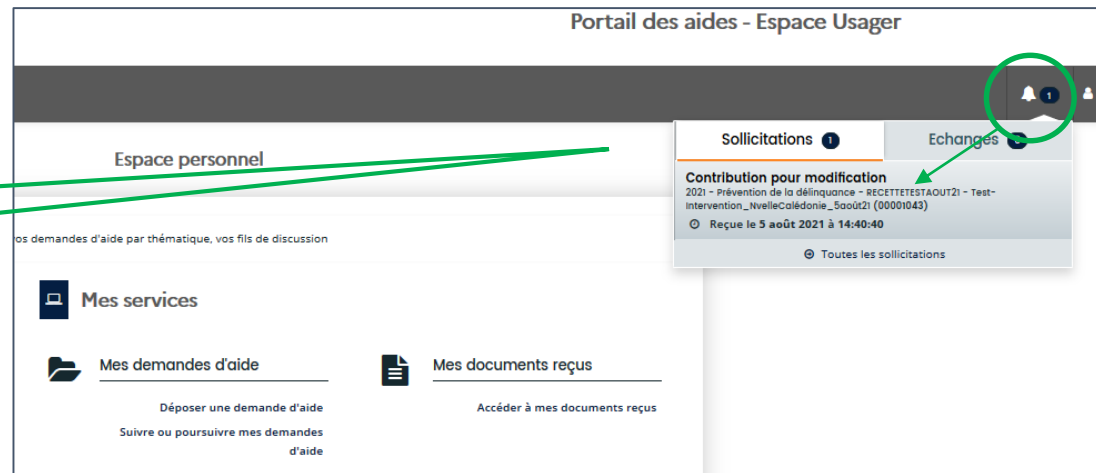 Portail des aides - Espace Usager
1
Sollicitations 1
Echanges
Espace personnel
Contribution pour modification
2021 - Prévention de la délinquance - RECETTETESTAOUT21 - Test-
Intervention_NvelleCalédonie_5août21 (00001043)
Reçue le 5 août 2021 à 14:40:40
Toutes les sollicitations
vos demandes d'aide par thématique, vos fils de discussion
Mes services
Mes demandes d'aide
Mes documents reçus
Déposer une demande d'aide
Accéder à mes documents reçus
Suivre ou poursuivre mes demandes
d'aide